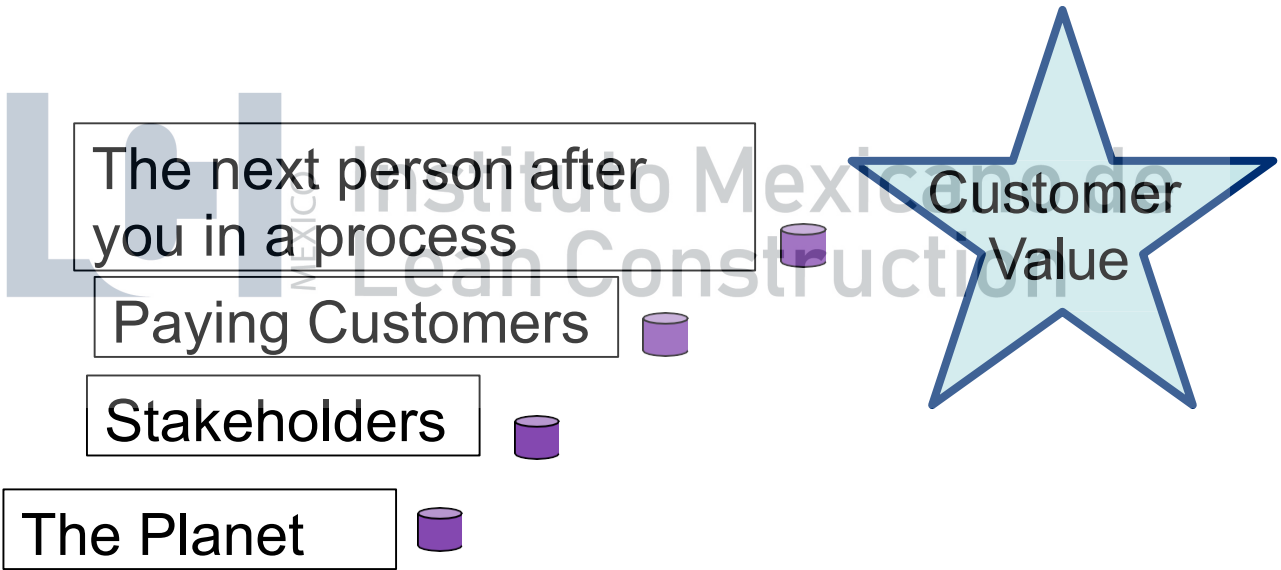 The next person after
you in a process
Paying Customers
Stakeholders
The Planet
Customer
Value
MEXICO
Instituto Mexicano de
Lean Construction